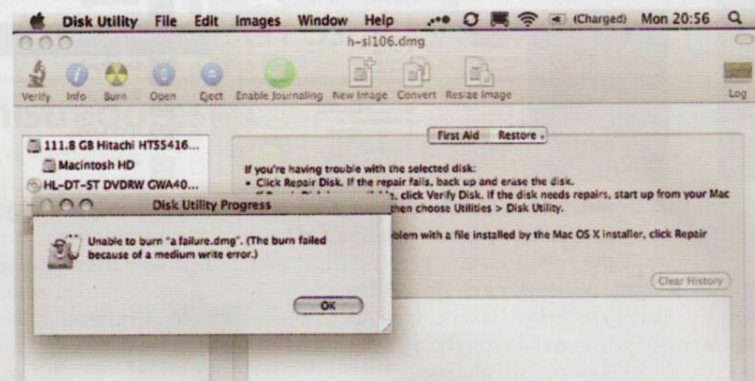 Disk Utility File Edit Images Window Help (Charged) Mon 20:56
h-sl106.dmg
Verify Info Burn Open Eject Enable Journaling New Image Convert Resize Image Log
First Aid Restore
111.8 GB Hitachi HTS5416...
Macintosh HD
HL-DT-ST DVDRW GWA40...
If you're having trouble with the selected disk:
• Click Repair Disk. If the repair fails, back up and erase the disk.
click Verify Disk. If the disk needs repairs, start up from your Mac
then choose Utilities > Disk Utility.
blem with a file installed by the Mac OS X installer, click Repair
Clear History
Disk Utility Progress
Unable to burn "a failure.dmg". (The burn failed
because of a medium write error.)
OK